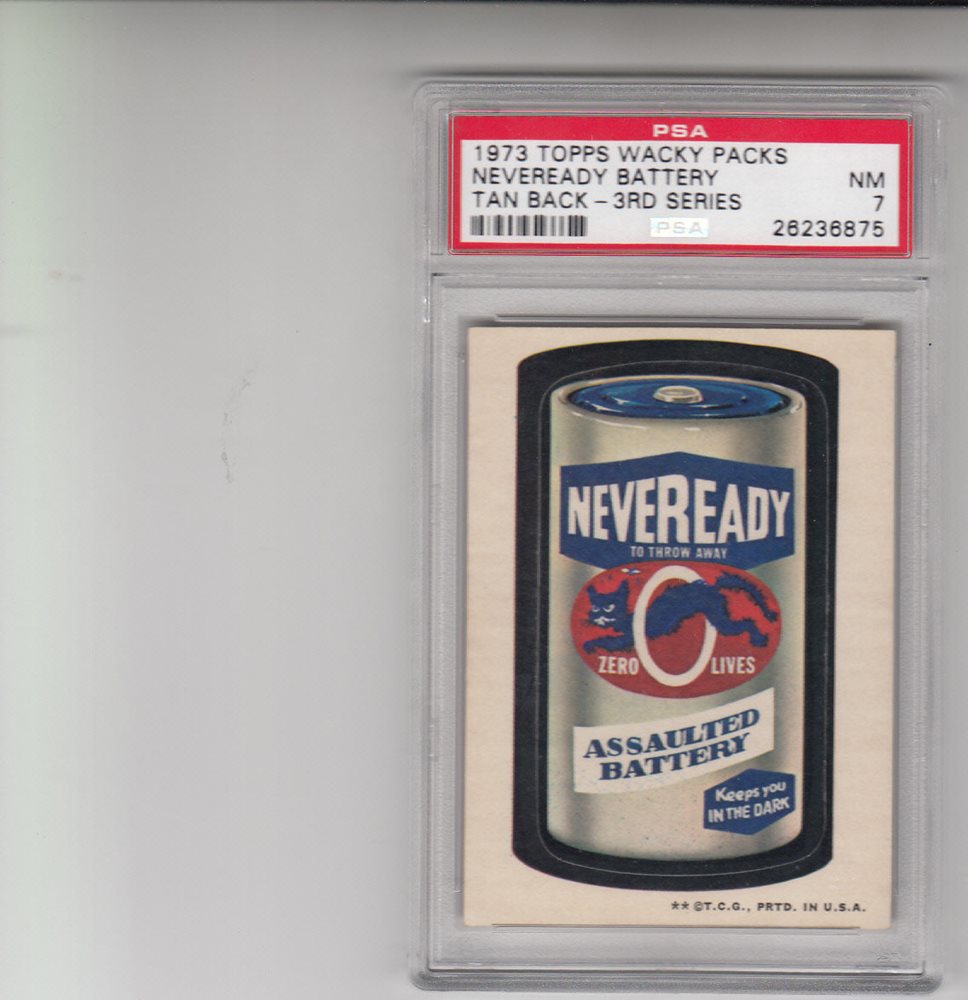 PSA
1973 TOPPS WACKY PACKS
NEVEREADY BATTERY NM
TAN BACK - 3RD SERIES 7
PSA 26236875
NEVEREADY
TO THROW AWAY
ZERO 0 LIVES
ASSAULTED
BATTERY
Keeps you
IN THE DARK
** ©T.C.G., PRTD. IN U.S.A.